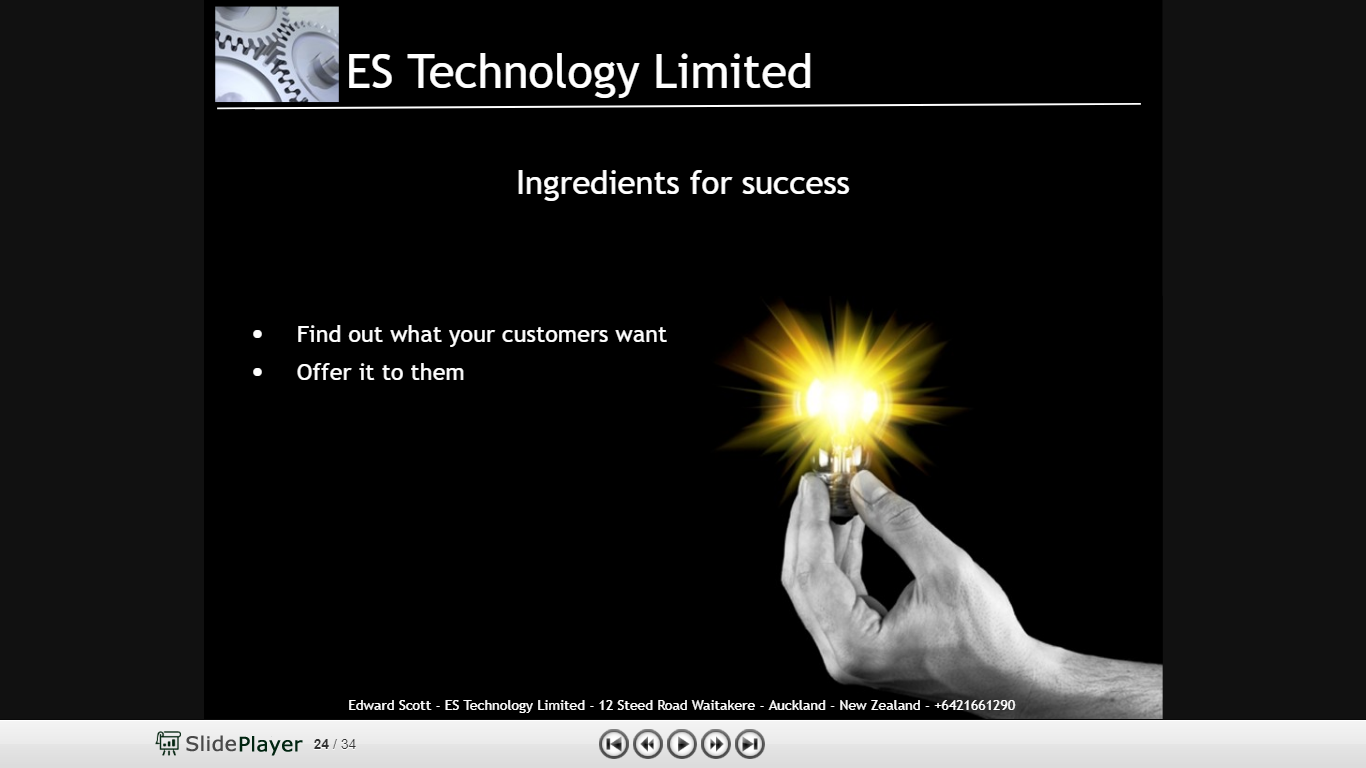 ES Technology Limited
Ingredients for success
• Find out what your customers want
• Offer it to them
Edward Scott - ES Technology Limited - 12 Steed Road Waitakere - Auckland - New Zealand - +6421661290
SlidePlayer 24 / 34